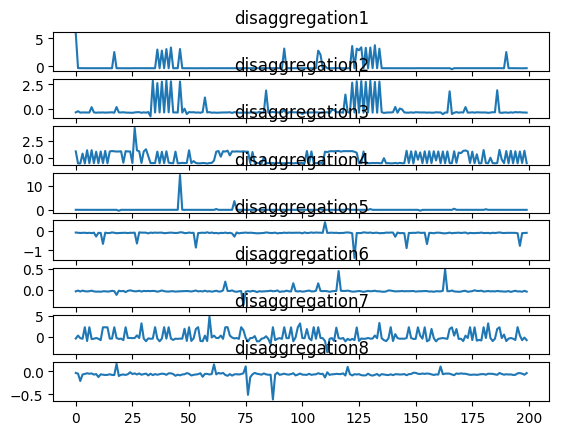 disaggregation1
5
0
disaggregation2
2.5
0.0
disaggregation3
2.5
0.0
disaggregation4
10
0
disaggregation5
0
−1
disaggregation6
0.5
0.0
disaggregation7
5
0
disaggregation8
0.0
−0.5
0 25 50 75 100 125 150 175 200